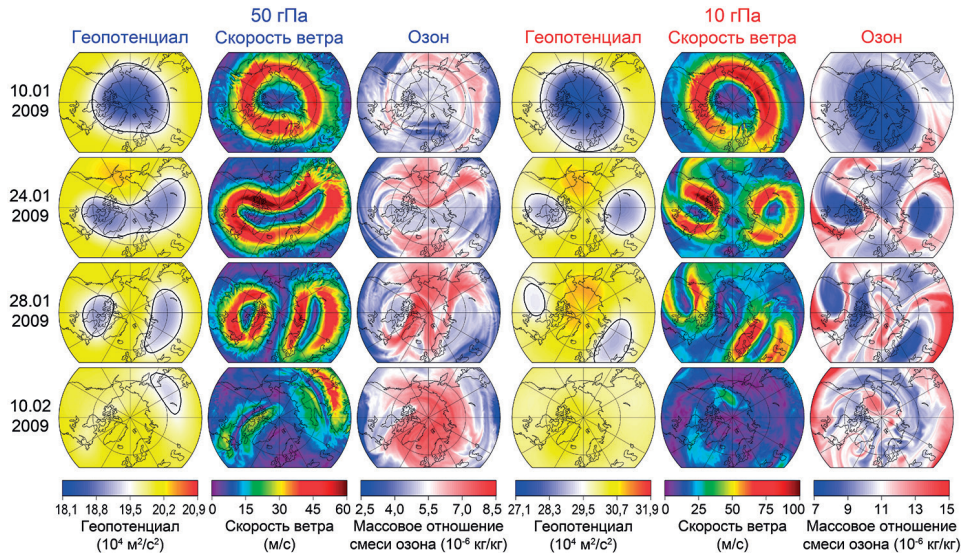 50 гПа
10 гПа
Геопотенциал Скорость ветра Озон
Геопотенциал Скорость ветра Озон
10.01
2009
24.01
2009
28.01
2009
10.02
2009
18,1 18,8 19,5 20,2 20,9
0 15 30 45 60
2,5 4,0 5,5 7,0 8,5
27,1 28,3 29,5 30,7 31,9
0 25 50 75 100
7 9 11 13 15
Геопотенциал
(10⁴ м²/с²)
Скорость ветра
(м/с)
Массовое отношение
смеси озона (10⁻⁶ кг/кг)
Геопотенциал
(10⁴ м²/с²)
Скорость ветра
(м/с)
Массовое отношение
смеси озона (10⁻⁶ кг/кг)